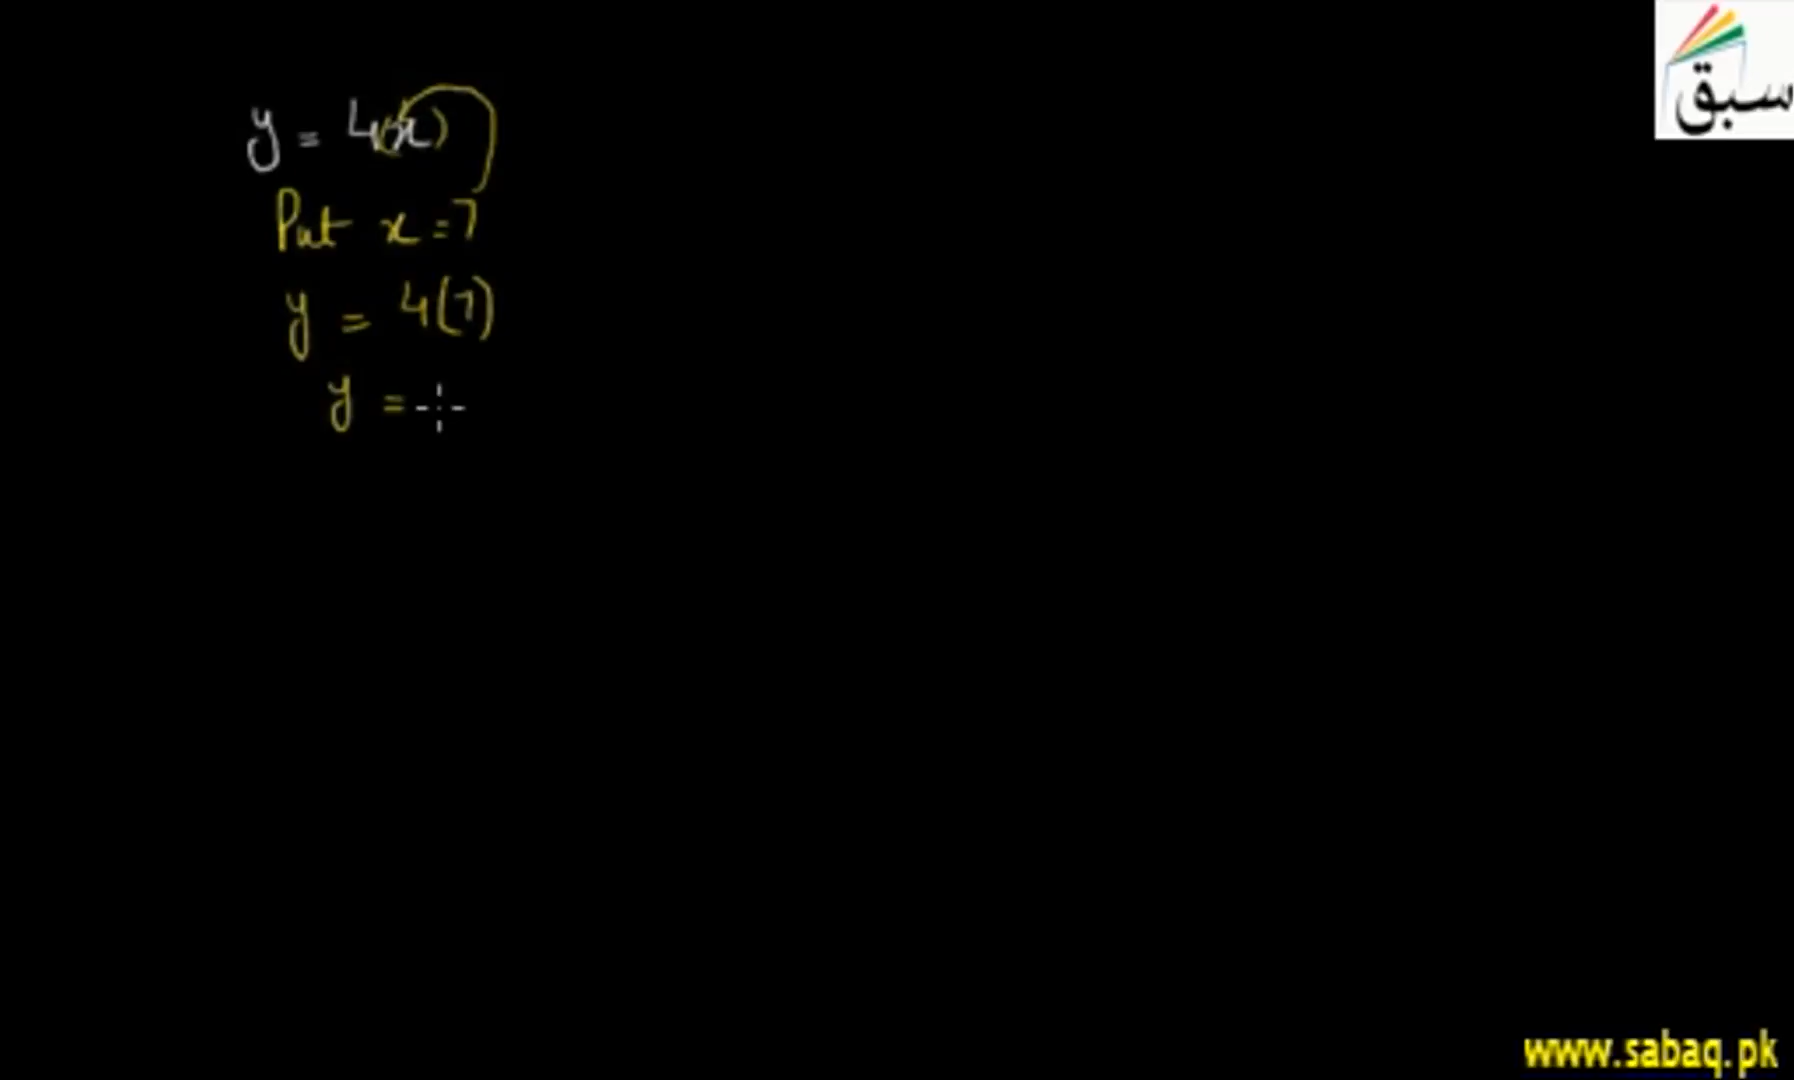 سبق
y = 4(x)
Put x = 7
y = 4(7)
y =
www.sabaq.pk